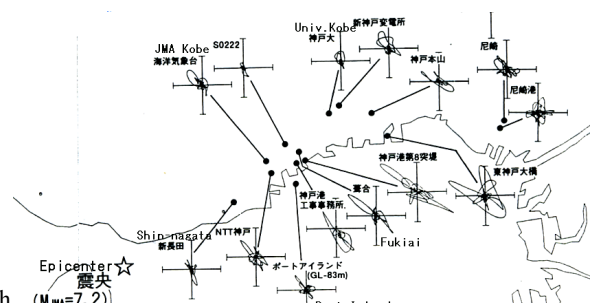 Univ.Kobe
神戸大
新神戸変電所
尼崎
JMA Kobe
海洋気象台
S0222
神戸本山
尼崎港
神戸港第8突堤
東神戸大橋
神戸港
工事事務所
葺合
Fukiai
Shin-nagata
新長田
NTT神戸
ポートアイランド
(GL-83m)
Epicenter☆
震央
h (MJMA=7.2)